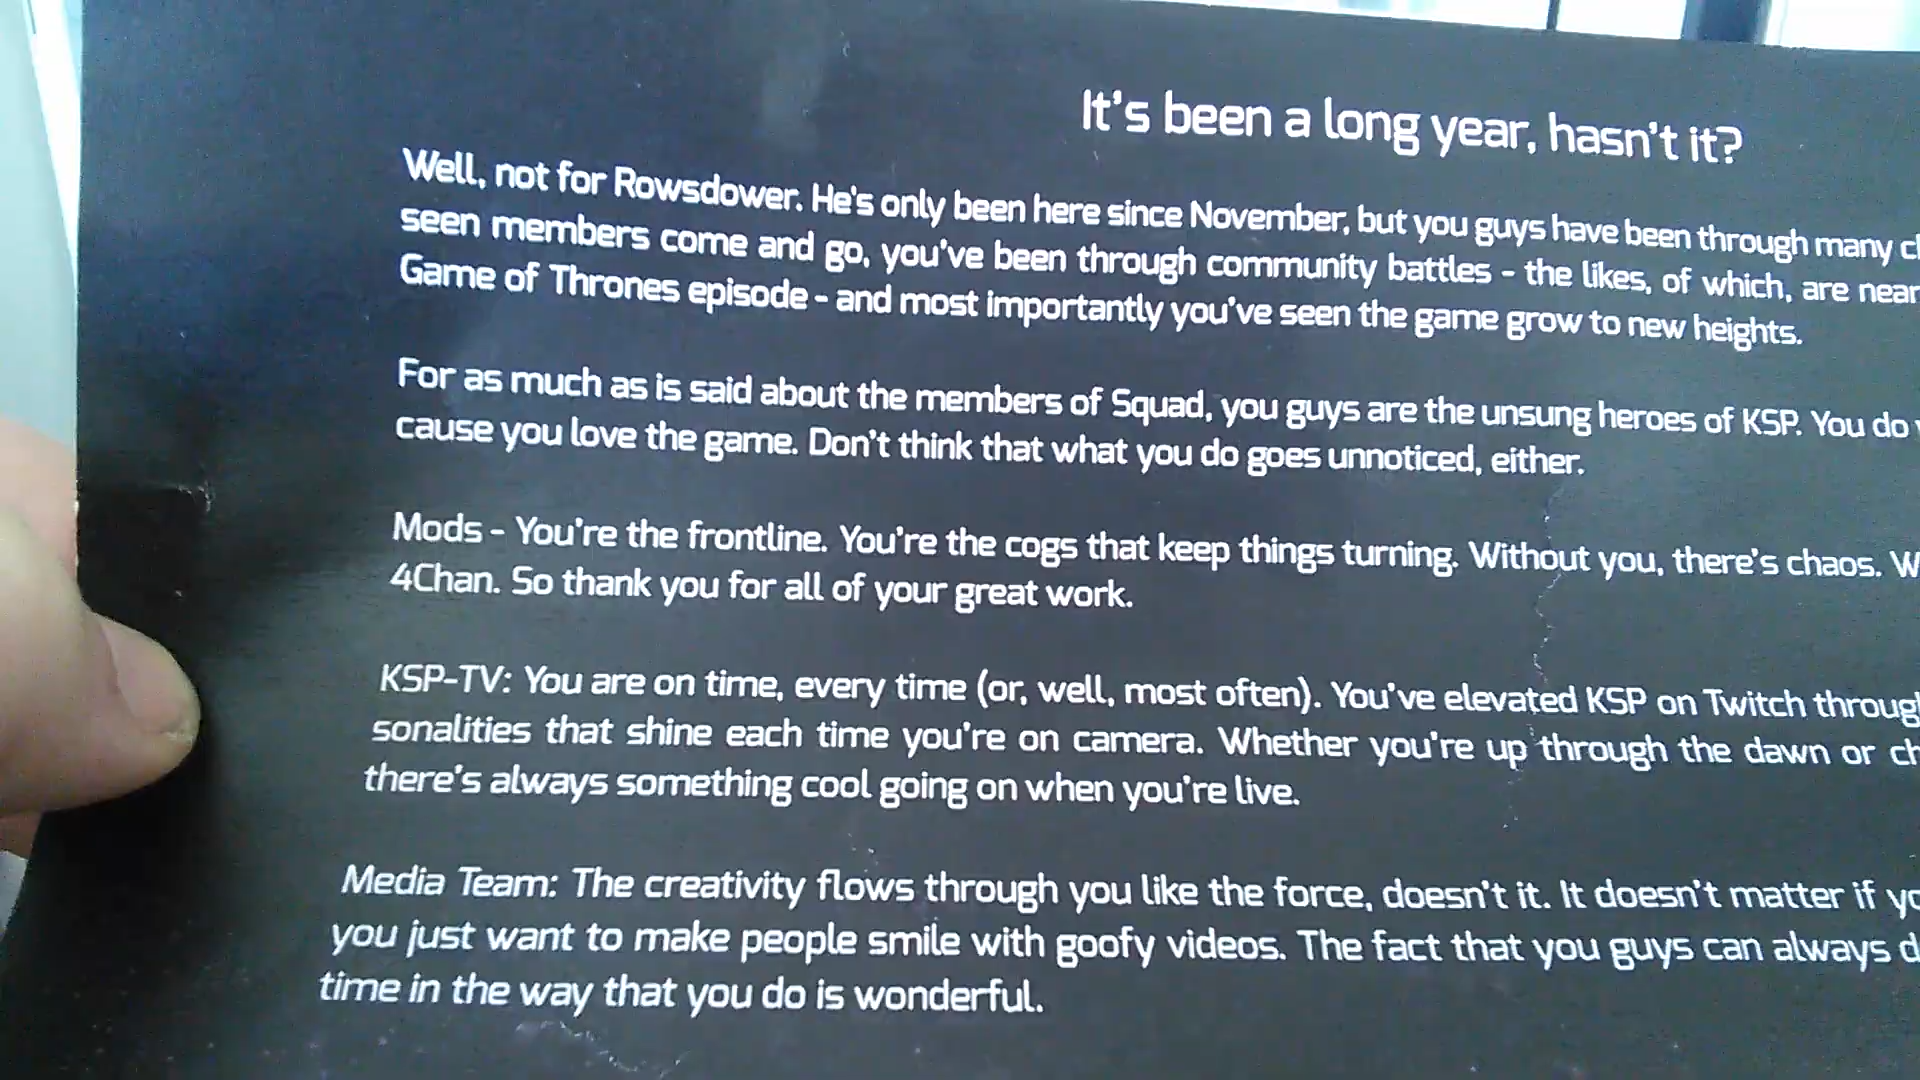 It's been a long year, hasn't it?
Well, not for Rowsdower. He's only been here since November, but you guys have been through many
seen members come and go, you've been through community battles - the likes, of which, are near
Game of Thrones episode - and most importantly you've seen the game grow to new heights.
For as much as is said about the members of Squad, you guys are the unsung heroes of KSP. You do
cause you love the game. Don't think that what you do goes unnoticed, either.
Mods - You're the frontline. You're the cogs that keep things turning. Without you, there's chaos.
4Chan. So thank you for all of your great work.
KSP-TV: You are on time, every time (or, well, most often). You've elevated KSP on Twitch through
sonalities that shine each time you're on camera. Whether you're up through the dawn or
there's always something cool going on when you're live.
Media Team: The creativity flows through you like the force, doesn't it. It doesn't matter if
you just want to make people smile with goofy videos. The fact that you guys can always
time in the way that you do is wonderful.